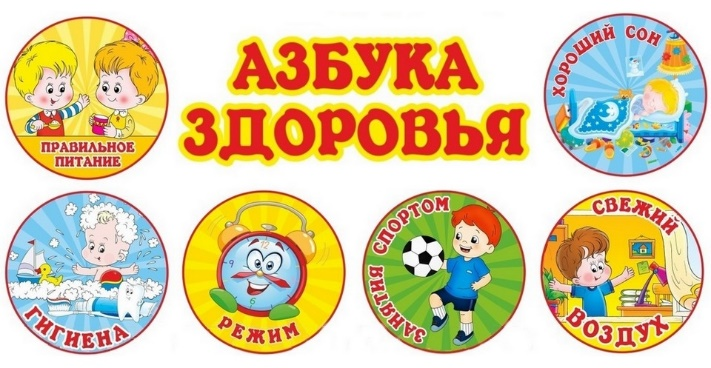 АЗБУКА
ЗДОРОВЬЯ
ПРАВИЛЬНОЕ
ПИТАНИЕ
ХОРОШИЙ СОН
ГИГИЕНА
РЕЖИМ
ЗАНЯТИЯ СПОРТОМ
СВЕЖИЙ
ВОЗДУХ